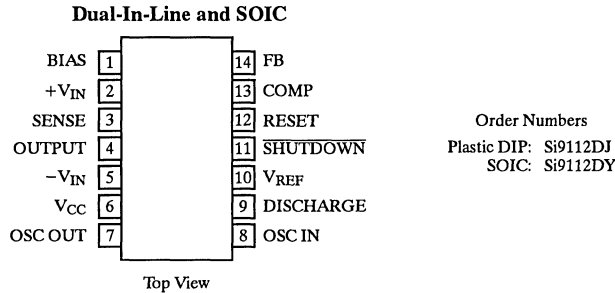 Dual-In-Line and SOIC
BIAS 1 14 FB
+VIN 2 13 COMP
SENSE 3 12 RESET
OUTPUT 4 11 SHUTDOWN
−VIN 5 10 VREF
VCC 6 9 DISCHARGE
OSC OUT 7 8 OSC IN
Top View
Order Numbers
Plastic DIP: Si9112DJ
SOIC: Si9112DY